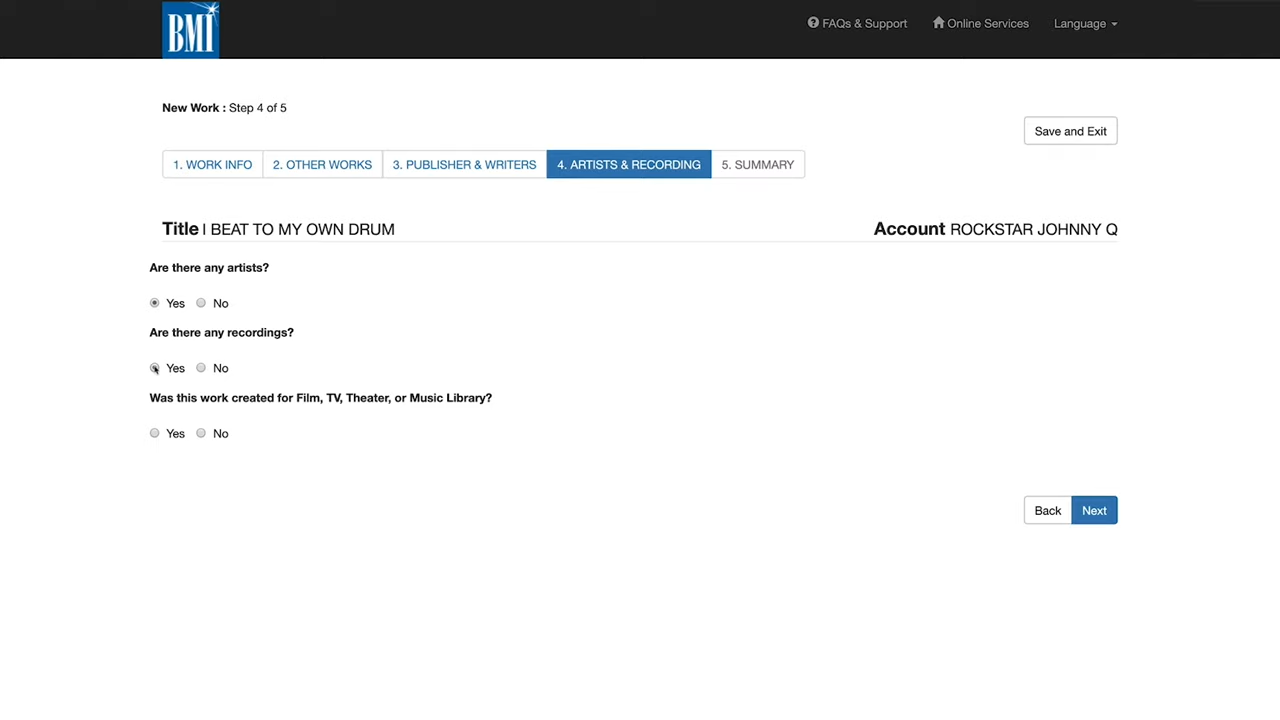 BMI
FAQs & Support
Online Services
Language
New Work : Step 4 of 5
Save and Exit
1. WORK INFO
2. OTHER WORKS
3. PUBLISHER & WRITERS
4. ARTISTS & RECORDING
5. SUMMARY
Title I BEAT TO MY OWN DRUM
Account ROCKSTAR JOHNNY Q
Are there any artists?
Yes No
Are there any recordings?
Yes No
Was this work created for Film, TV, Theater, or Music Library?
Yes No
Back Next